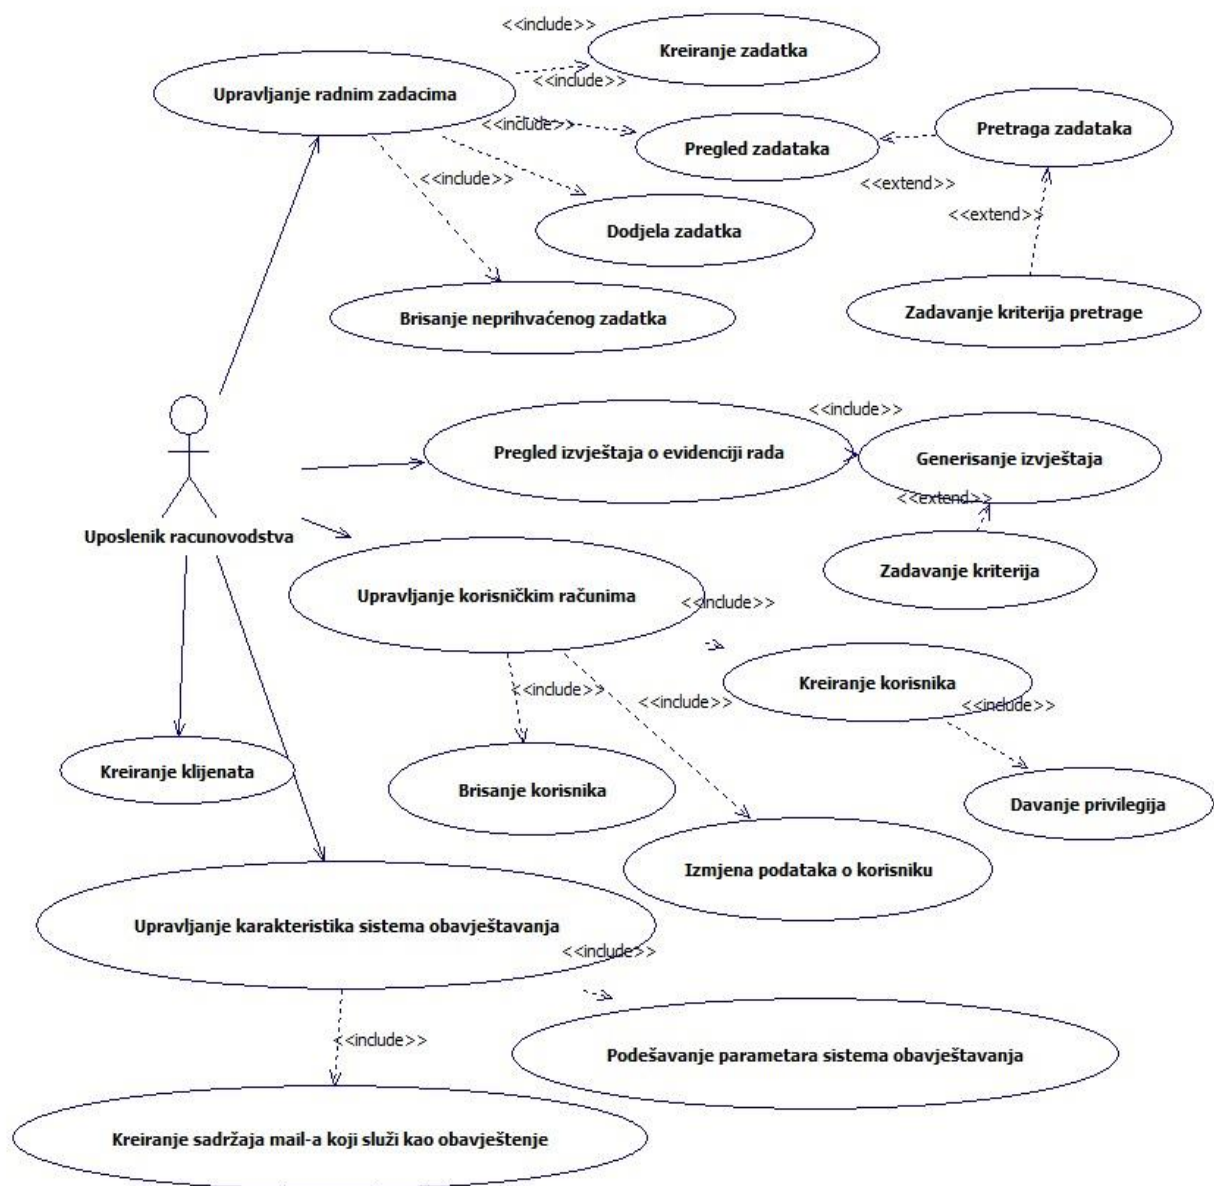 <<include>>
Kreiranje zadatka
Upravljanje radnim zadacima
<<include>>
<<include>>
Pregled zadataka
Pretraga zadataka
<<include>>
<<extend>>
<<extend>>
Dodjela zadatka
Brisanje neprihvaćenog zadatka
Zadavanje kriterija pretrage
<<include>>
Pregled izvještaja o evidenciji rada
Generisanje izvještaja
<<extend>>
Uposlenik racunovodstva
Zadavanje kriterija
Upravljanje korisničkim računima
<<include>>
Kreiranje korisnika
<<include>>
<<include>>
<<include>>
Kreiranje klijenata
Brisanje korisnika
Davanje privilegija
Izmjena podataka o korisniku
Upravljanje karakteristika sistema obavještavanja
<<include>>
<<include>>
Podešavanje parametara sistema obavještavanja
Kreiranje sadržaja mail-a koji služi kao obavještenje